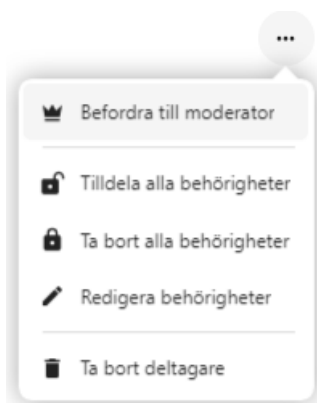 Befordra till moderator
Tilldela alla behörigheter
Ta bort alla behörigheter
Redigera behörigheter
Ta bort deltagare